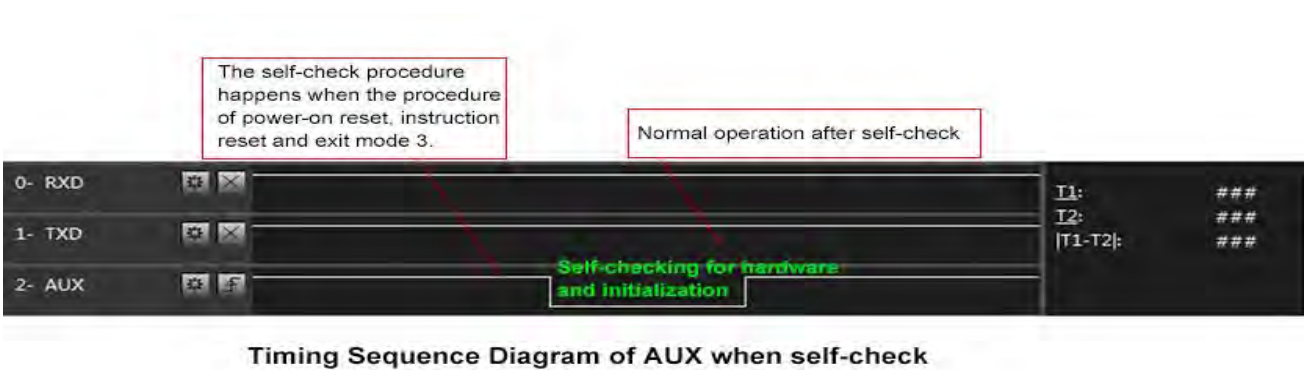 The self-check procedure
happens when the procedure
of power-on reset, instruction
reset and exit mode 3.
Normal operation after self-check
0- RXD
T1: ###
T2: ###
1- TXD
|T1-T2|: ###
Self-checking for hardware
2- AUX
and initialization
Timing Sequence Diagram of AUX when self-check